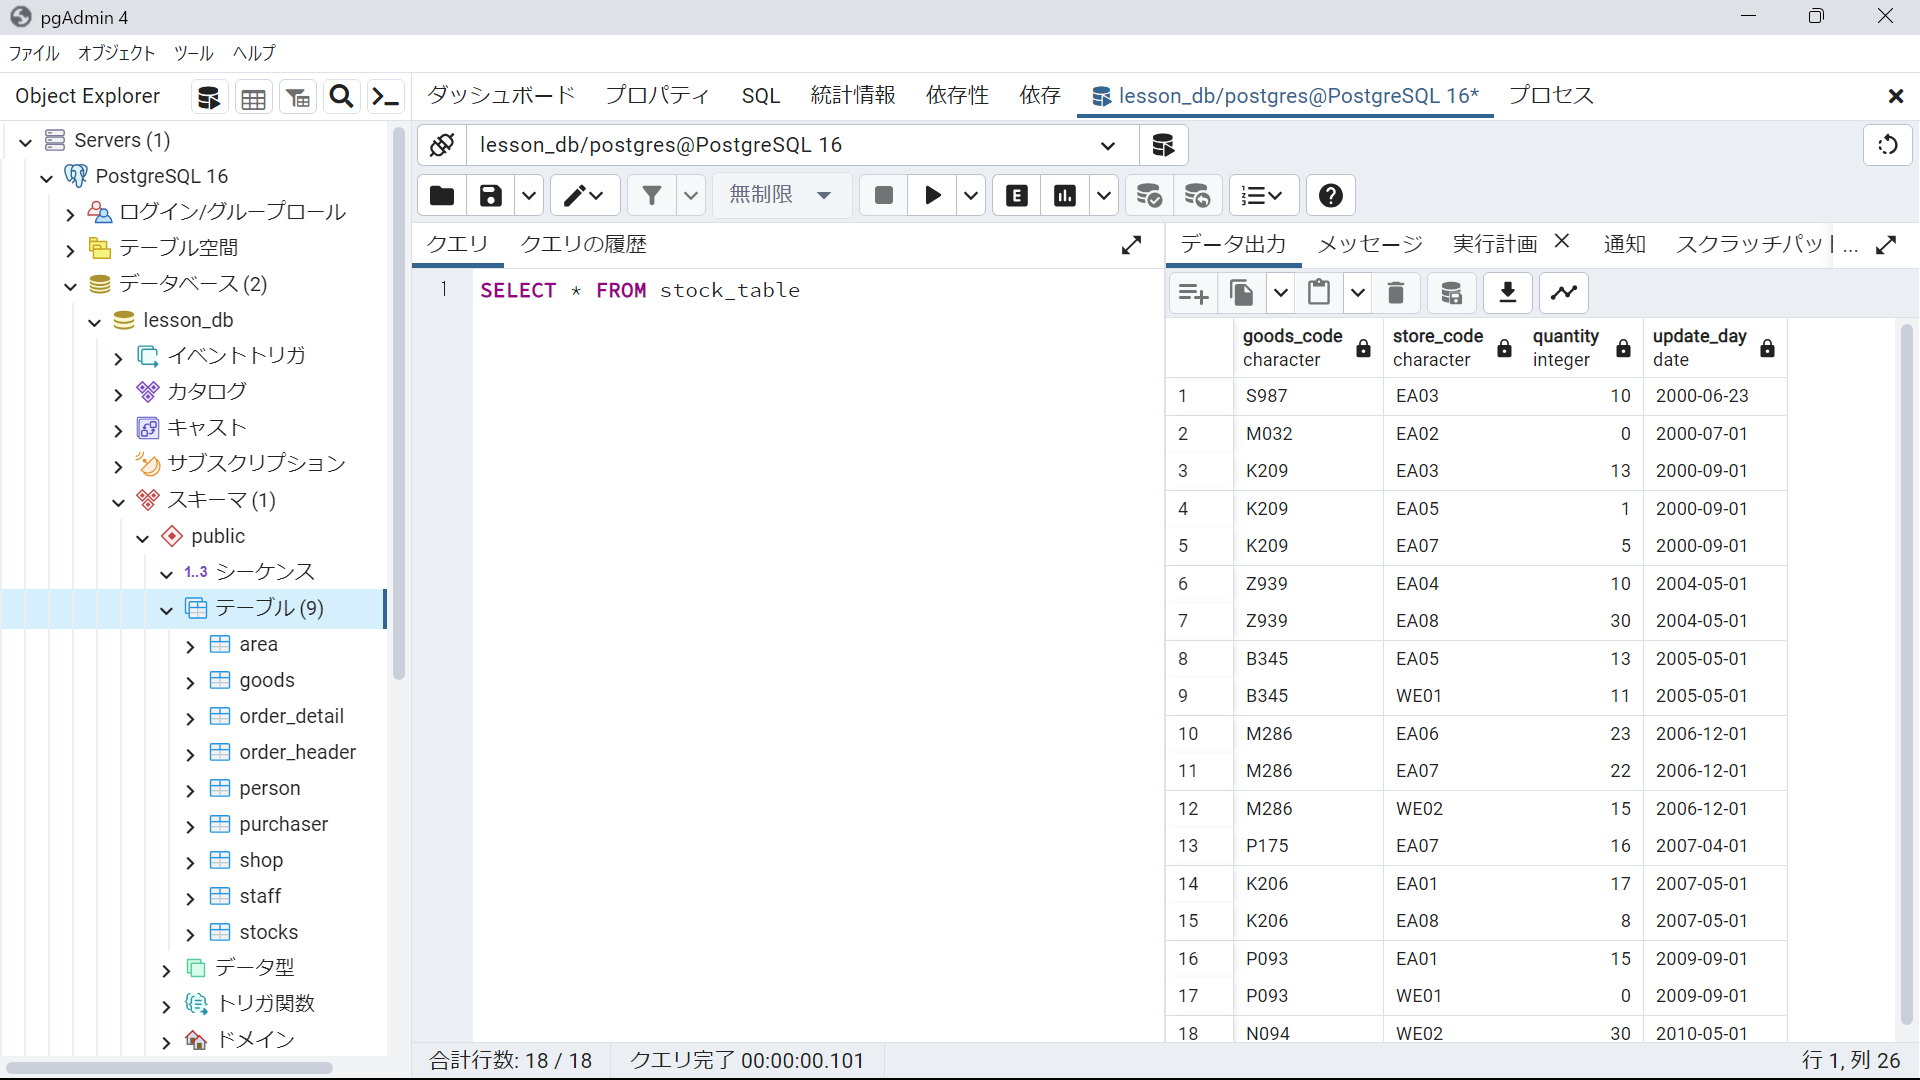 pgAdmin 4
ファイル オブジェクト ツール ヘルプ
Object Explorer
ダッシュボード プロパティ SQL 統計情報 依存性 依存 lesson_db/postgres@PostgreSQL 16* プロセス
Servers (1)
PostgreSQL 16
ログイン/グループロール
テーブル空間
データベース (2)
lesson_db
イベントトリガ
カタログ
キャスト
サブスクリプション
スキーマ (1)
public
1..3 シーケンス
テーブル (9)
area
goods
order_detail
order_header
person
purchaser
shop
staff
stocks
データ型
トリガ関数
ドメイン
lesson_db/postgres@PostgreSQL 16
無制限
E
クエリ クエリの履歴
1 SELECT * FROM stock_table
データ出力 メッセージ 実行計画 通知 スクラッチパッ ...
goods_code store_code quantity update_day
character character integer date
1 S987 EA03 10 2000-06-23
2 M032 EA02 0 2000-07-01
3 K209 EA03 13 2000-09-01
4 K209 EA05 1 2000-09-01
5 K209 EA07 5 2000-09-01
6 Z939 EA04 10 2004-05-01
7 Z939 EA08 30 2004-05-01
8 B345 EA05 13 2005-05-01
9 B345 WE01 11 2005-05-01
10 M286 EA06 23 2006-12-01
11 M286 EA07 22 2006-12-01
12 M286 WE02 15 2006-12-01
13 P175 EA07 16 2007-04-01
14 K206 EA01 17 2007-05-01
15 K206 EA08 8 2007-05-01
16 P093 EA01 15 2009-09-01
17 P093 WE01 0 2009-09-01
18 N094 WE02 30 2010-05-01
合計行数: 18 / 18 クエリ完了 00:00:00.101 行 1, 列 26